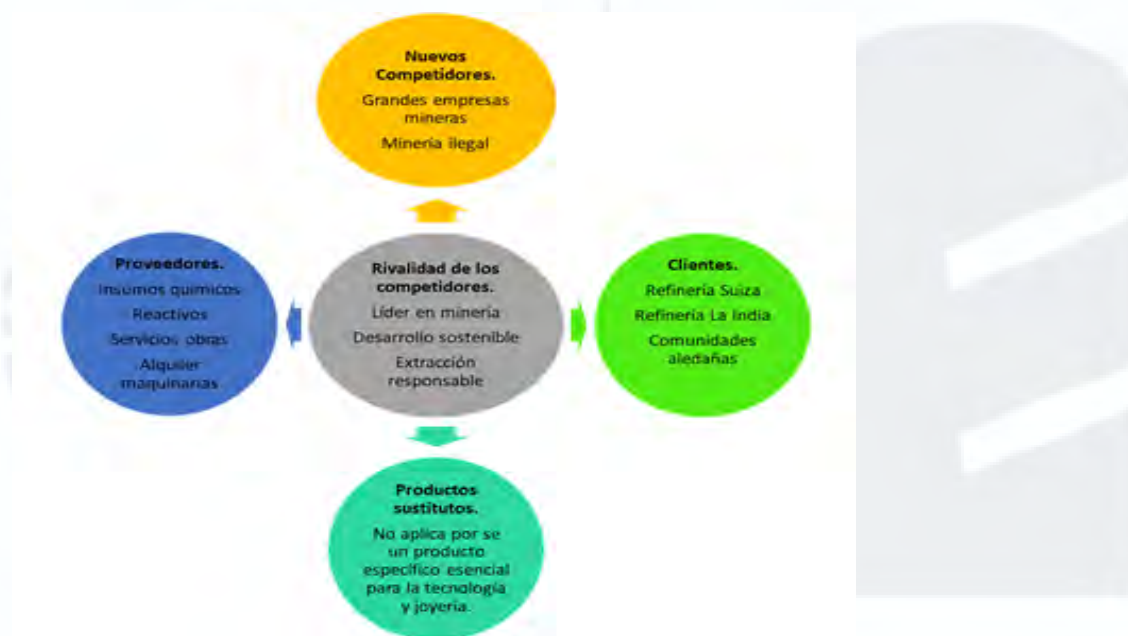 Nuevos
Competidores.
Grandes empresas
mineras
Minería ilegal
Proveedores.
Insumos químicos
Reactivos
Servicios obras
Alquiler
maquinarias
Rivalidad de los
competidores.
Líder en minería
Desarrollo sostenible
Extracción
responsable
Clientes.
Refinería Suiza
Refinería La India
Comunidades
aledañas
Productos
sustitutos.
No aplica por se
un producto
específico esencial
para la tecnología
y joyería.